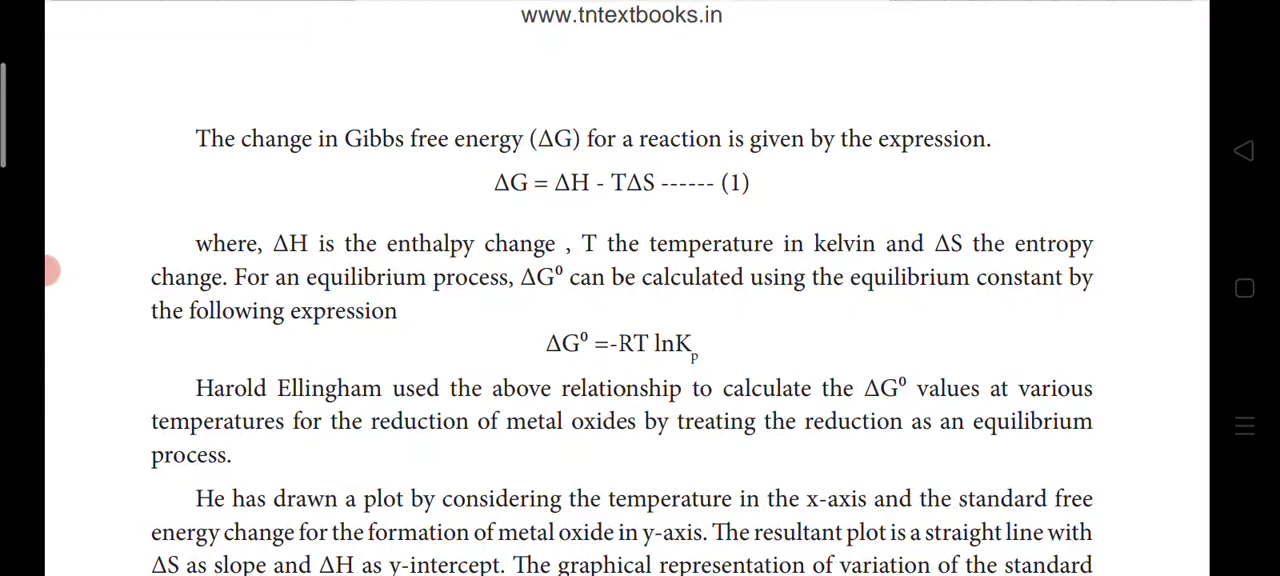 www.tntextbooks.in
The change in Gibbs free energy (ΔG) for a reaction is given by the expression.
ΔG = ΔH - TΔS ------ (1)
where, ΔH is the enthalpy change , T the temperature in kelvin and ΔS the entropy
change. For an equilibrium process, ΔG⁰ can be calculated using the equilibrium constant by
the following expression
ΔG⁰ =-RT lnKₚ
Harold Ellingham used the above relationship to calculate the ΔG⁰ values at various
temperatures for the reduction of metal oxides by treating the reduction as an equilibrium
process.
He has drawn a plot by considering the temperature in the x-axis and the standard free
energy change for the formation of metal oxide in y-axis. The resultant plot is a straight line with
ΔS as slope and ΔH as y-intercept. The graphical representation of variation of the standard